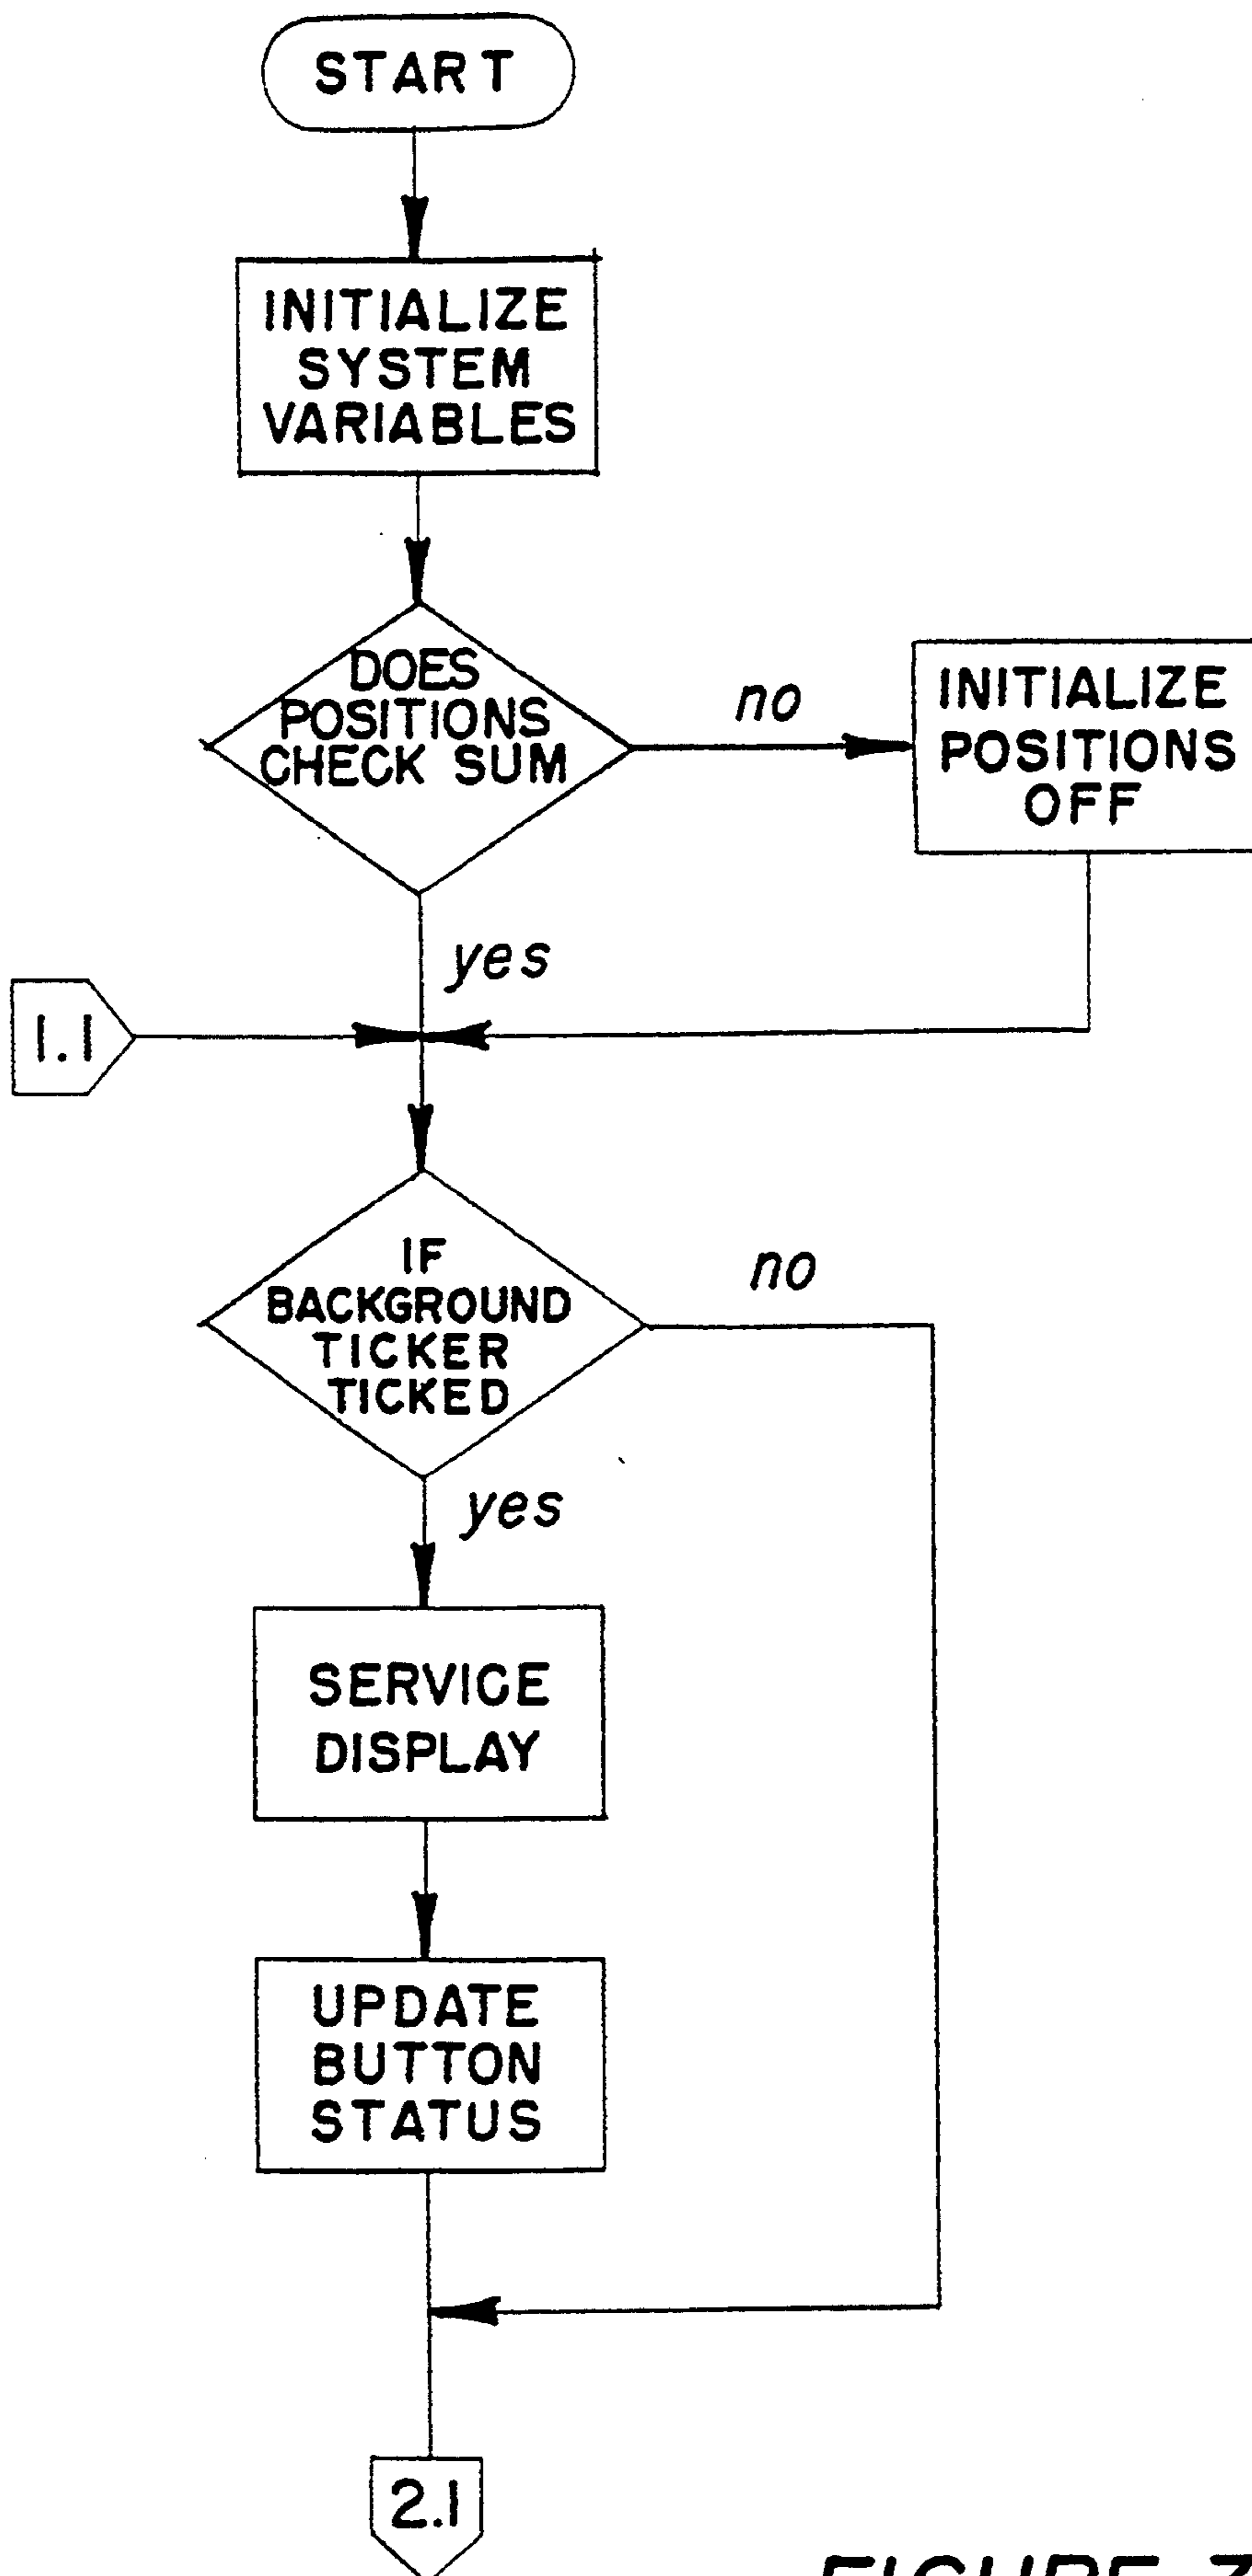 START
INITIALIZE
SYSTEM
VARIABLES
DOES
POSITIONS
CHECK SUM
no
INITIALIZE
POSITIONS
OFF
yes
1.1
IF
BACKGROUND
TICKER
TICKED
no
yes
SERVICE
DISPLAY
UPDATE
BUTTON
STATUS
2.1
FIGURE